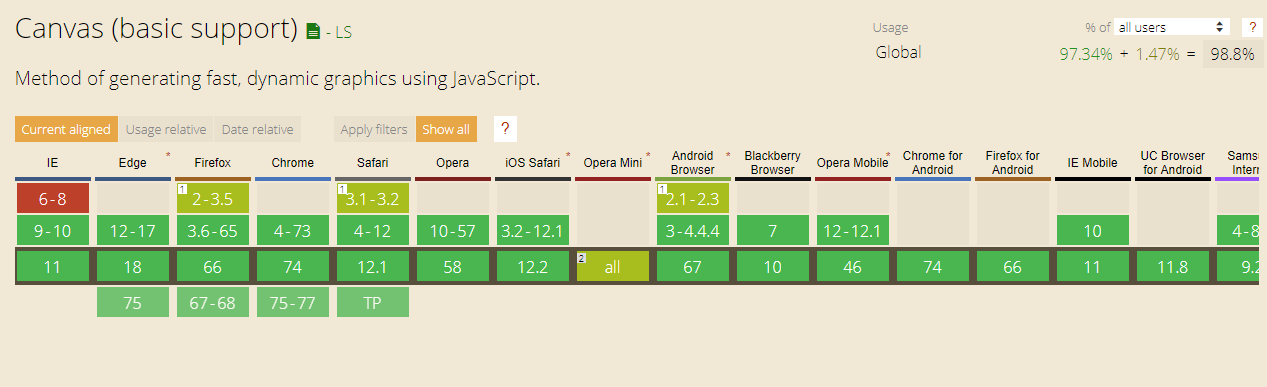 Canvas (basic support) - LS
Usage % of all users ?
Global 97.34% + 1.47% = 98.8%
Method of generating fast, dynamic graphics using JavaScript.
Current aligned Usage relative Date relative Apply filters Show all ?
IE Edge * Firefox Chrome Safari * Opera iOS Safari * Opera Mini * Android Browser * Blackberry Browser Opera Mobile * Chrome for Android Firefox for Android IE Mobile UC Browser for Android
6-8 1 2-3.5 1 3.1-3.2 1 2.1-2.3
9-10 12-17 3.6-65 4-73 4-12 10-57 3.2-12.1 3-4.4.4 7 12-12.1 10
11 18 66 74 12.1 58 12.2 2 all 67 10 46 74 66 11 11.8
75 67-68 75-77 TP